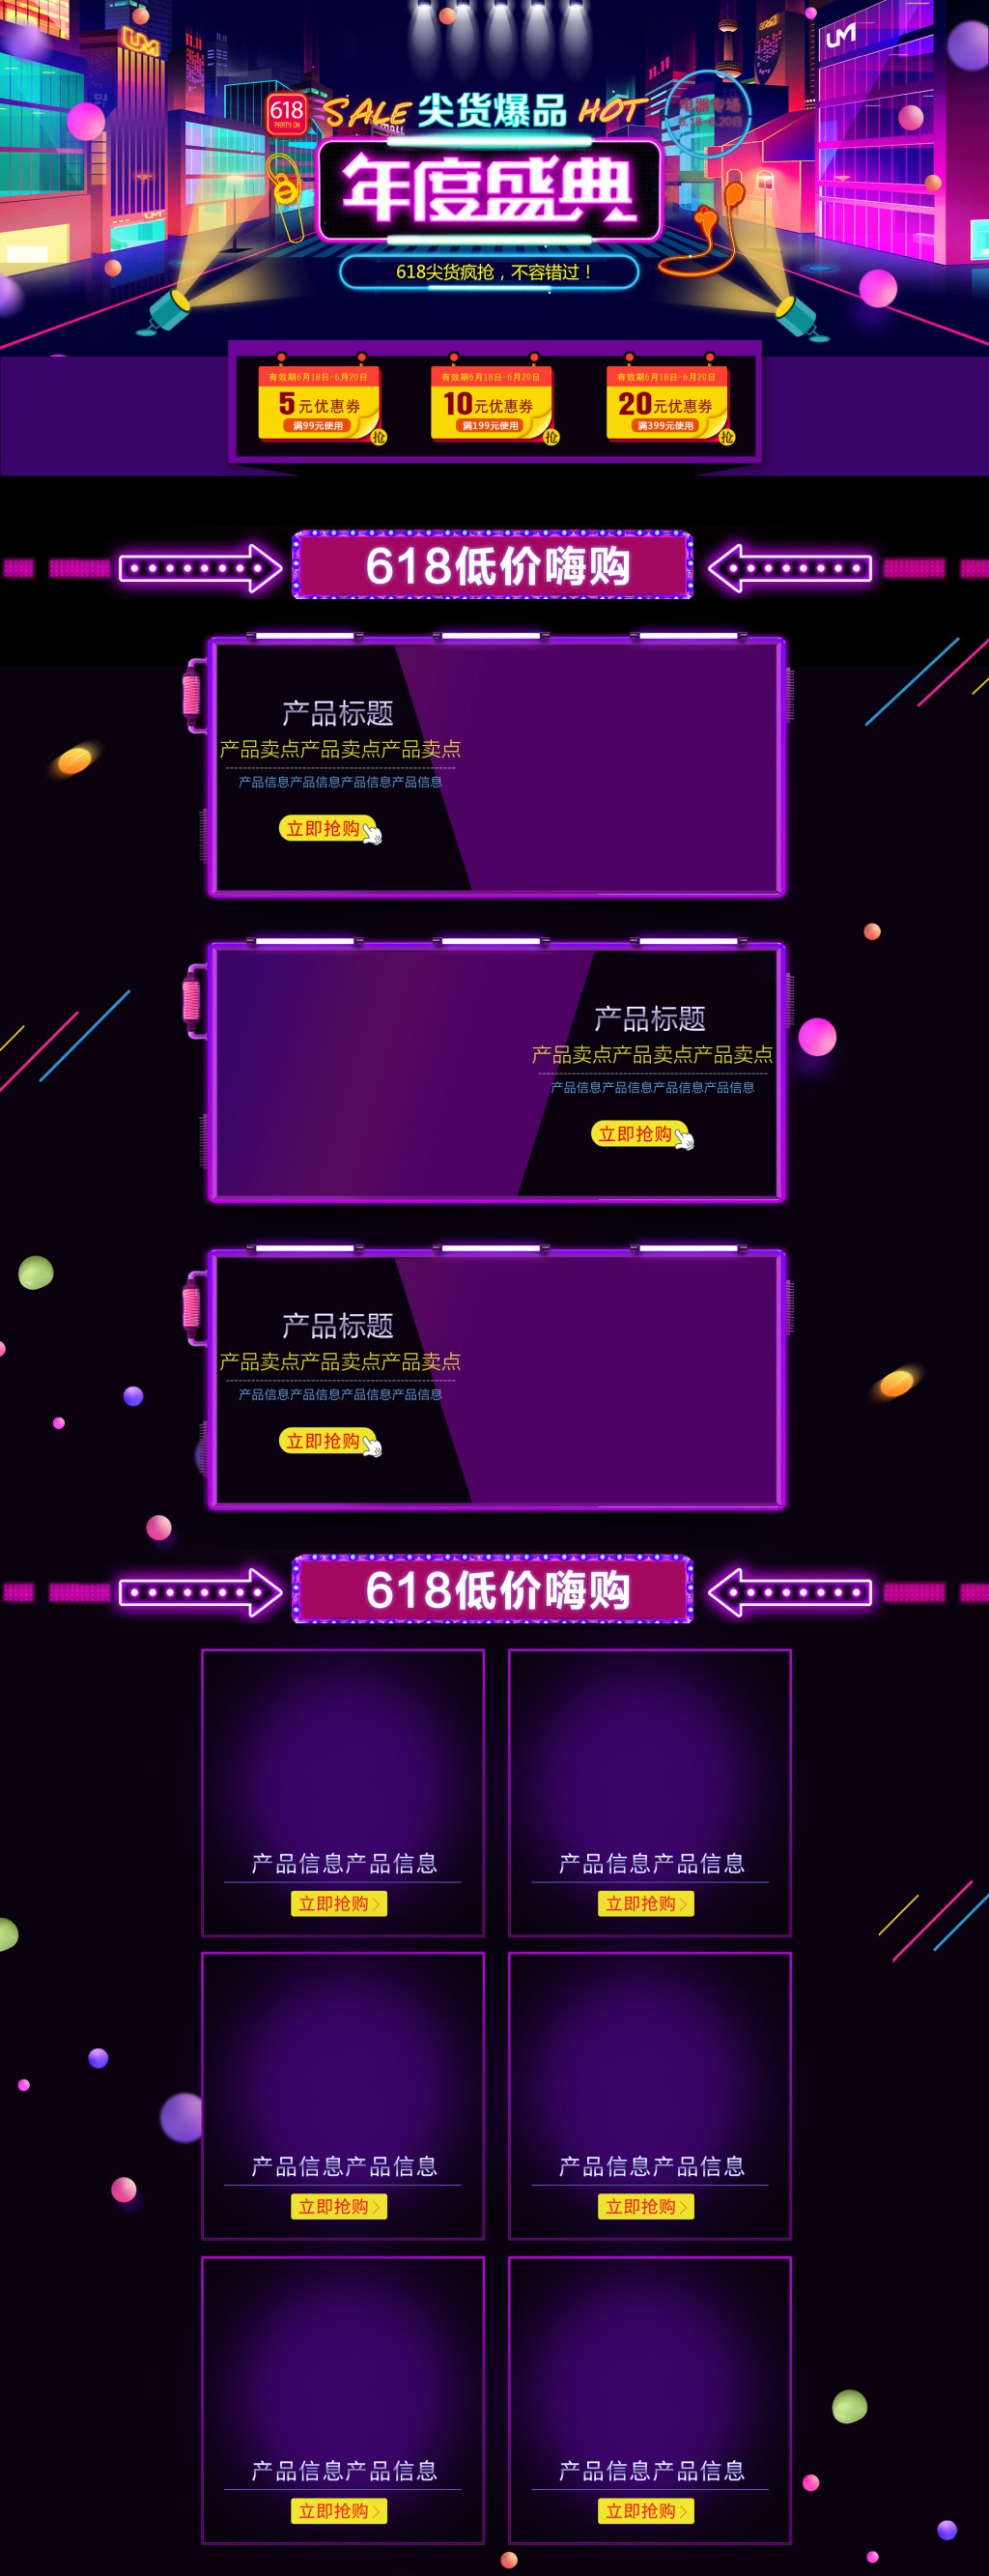 UM
UM
11.11
11.11
618
PARTY ON
SALE 尖货爆品 HOT
MALL
电器专场
6.18-6.20日
年度盛典
UM
618尖货疯抢，不容错过！
有效期6月18日-6月20日
5元优惠券
满99元使用
抢
有效期6月18日-6月20日
10元优惠券
满199元使用
抢
有效期6月18日-6月20日
20元优惠券
满399元使用
抢
618低价嗨购
产品标题
产品卖点产品卖点产品卖点
产品信息产品信息产品信息产品信息
立即抢购
产品标题
产品卖点产品卖点产品卖点
产品信息产品信息产品信息产品信息
立即抢购
产品标题
产品卖点产品卖点产品卖点
产品信息产品信息产品信息产品信息
立即抢购
618低价嗨购
产品信息产品信息
立即抢购>
产品信息产品信息
立即抢购>
产品信息产品信息
立即抢购>
产品信息产品信息
立即抢购>
产品信息产品信息
立即抢购>
产品信息产品信息
立即抢购>